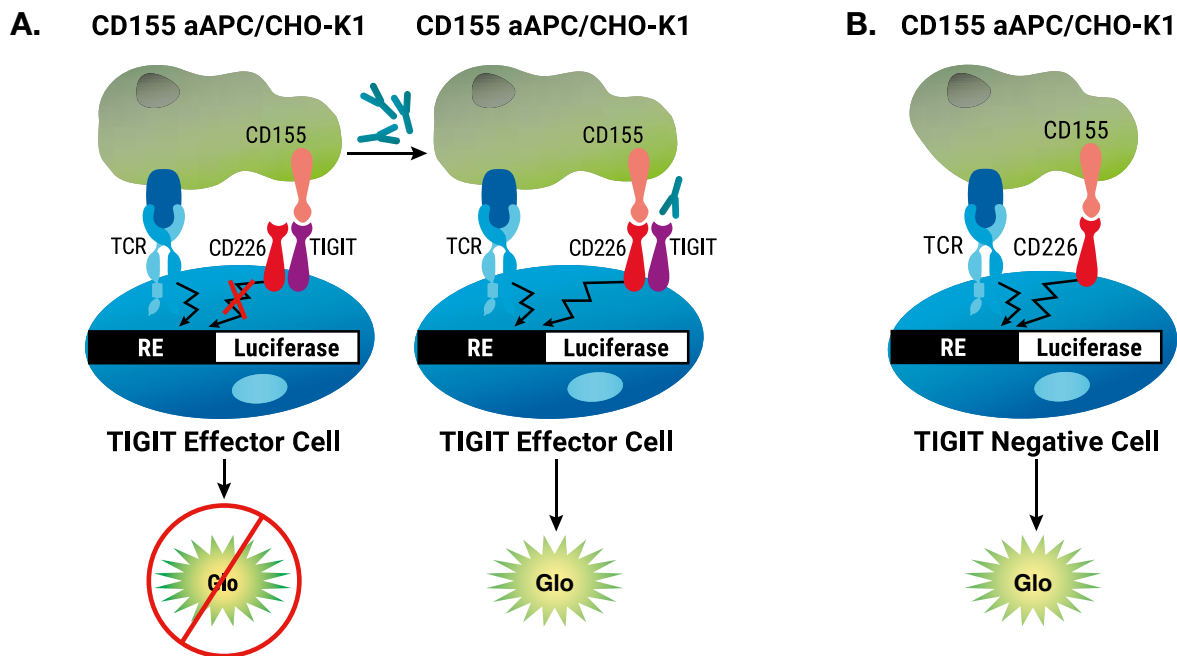 A.
CD155 aAPC/CHO-K1
CD155 aAPC/CHO-K1
B.
CD155 aAPC/CHO-K1
CD155
CD155
CD155
TCR
CD226
TIGIT
TCR
CD226
TIGIT
TCR
CD226
RE
Luciferase
RE
Luciferase
RE
Luciferase
TIGIT Effector Cell
TIGIT Effector Cell
TIGIT Negative Cell
Glo
Glo
Glo